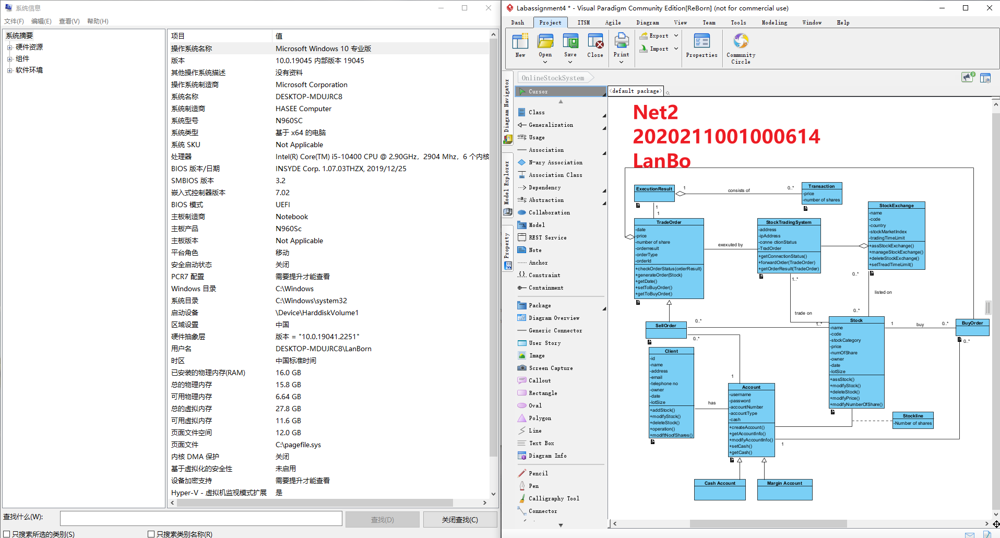 系统信息
文件(F) 编辑(E) 查看(V) 帮助(H)
系统摘要
硬件资源
组件
软件环境
项目 值
操作系统名称 Microsoft Windows 10 专业版
版本 10.0.19045 内部版本 19045
其他操作系统描述 没有资料
操作系统制造商 Microsoft Corporation
系统名称 DESKTOP-MDUJRC8
系统制造商 HASEE Computer
系统型号 N960SC
系统类型 基于 x64 的电脑
系统 SKU Not Applicable
处理器 Intel(R) Core(TM) i5-10400 CPU @ 2.90GHz，2904 Mhz，6 个内核
BIOS 版本/日期 INSYDE Corp. 1.07.03THZX, 2019/12/25
SMBIOS 版本 3.2
嵌入式控制器版本 7.02
BIOS 模式 UEFI
主板制造商 Notebook
主板产品 N960Sc
主板版本 Not Applicable
平台角色 移动
安全启动状态 关闭
PCR7 配置 需要提升才能查看
Windows 目录 C:\Windows
系统目录 C:\Windows\system32
启动设备 \Device\HarddiskVolume1
区域设置 中国
硬件抽象层 版本 = "10.0.19041.2251"
用户名 DESKTOP-MDUJRC8\LanBorn
时区 中国标准时间
已安装的物理内存(RAM) 16.0 GB
总的物理内存 15.8 GB
可用物理内存 6.64 GB
总的虚拟内存 27.8 GB
可用虚拟内存 11.6 GB
页面文件空间 12.0 GB
页面文件 C:\pagefile.sys
内核 DMA 保护 关闭
基于虚拟化的安全性 未启用
设备加密支持 需要提升才能查看
Hyper-V - 虚拟机监视模式扩展 是
查找什么(W):
查找(D)
关闭查找(C)
只搜索所选的类别(S)
只搜索类别名称(R)
Labassignment4 * - Visual Paradigm Community Edition[ReBorn] (not for commercial use)
Dash Project ITSM Agile Diagram View Team Tools Modeling Window Help
New Open Save Close Print
Export
Import
Properties
Community
Circle
OnlineStockSystem
Diagram Navigator
Model Explorer
Property
Cursor
Class
Generalization
Usage
Association
N-ary Association
Association Class
Dependency
Abstraction
Collaboration
Model
REST Service
Note
Anchor
Constraint
Containment
Package
Diagram Overview
Generic Connector
User Story
Image
Screen Capture
Callout
Rectangle
Oval
Polygon
Line
Text Box
Diagram Info
Pencil
Pen
Calligraphy Tool
Connector
<default package>
Net2
2020211001000614
LanBo
ExecutionResult
1
consists of
0..*
Transaction
-price
-number of shares
1
1
TradeOrder
-date
-price
-number of share
-orderresult
-orderType
-orderId
+checkOrderStatus(orderResult)
+generateOrder(Stock)
+getDate()
+setToBuyOrder()
+getToBuyOrder()
exexuted by
StockTradingSystem
-address
-ipAddress
-conne ctionStatus
-TradOrder
+getConnectionStatus()
+forwardOrder(TradeOrder)
+getOrderResult(TradeOrder)
StockExchange
-name
-code
-country
-stockMarketIndex
-tradingTimeLimit
+assStockExchange()
+manageStockExchange()
+deleteStockExchange()
+setTreadTimeLimit()
0..*
1..*
listed on
0..*
trade on
SellOrder
0..*
1..*
0..*
Stock
-name
-code
-stockCategory
-price
-numOfShare
-owner
-date
-lotSize
+assStock()
+modifyStock()
+deleteStock()
+modifyPrice()
+modifyNumberOfShare()
1
buy
0..*
BuyOrder
0..*
Client
-id
-name
-address
-email
-telephone no
-owner
-date
-lotSize
+addStock()
+modifyStock()
+deleteStock()
+operation()
+modiftNoofShares()
has
1
Account
-username
-password
-accountNumber
-accountType
-cash
+createAccount()
+getAccountInfo()
+modifyAccountInfo()
+setCash()
+getCash()
1
Stockline
-Number of shares
Cash Account
Margin Account